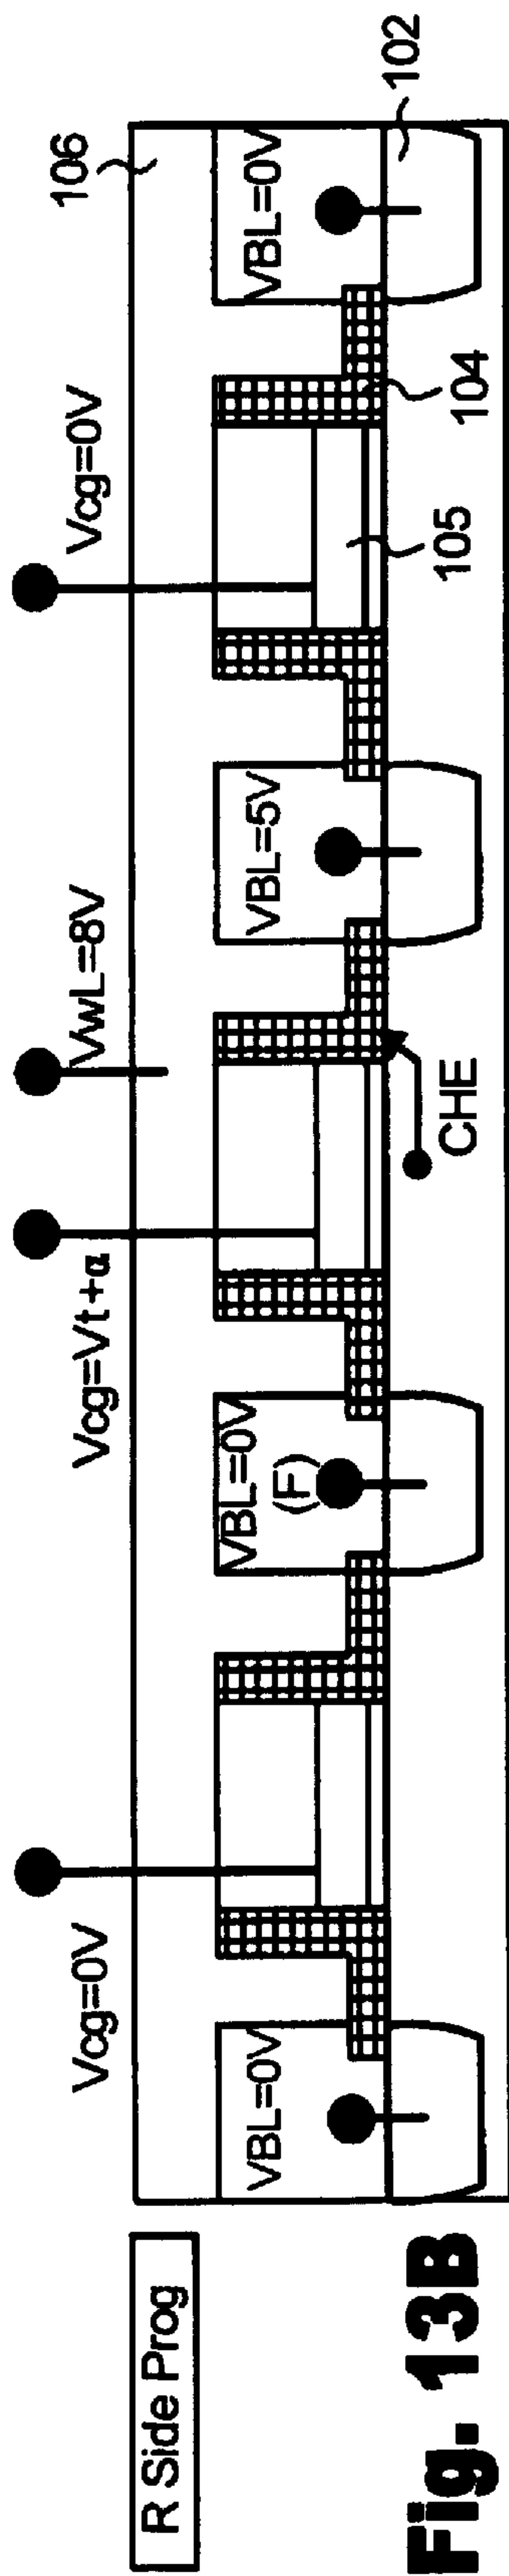 R Side Prog
Vcg=0V
Vcg=Vt+α
VwL=8V
Vcg=0V
106
VBL=0V
VBL=0V
(F)
VBL=5V
VBL=0V
CHE
105
104
102
Fig. 13B